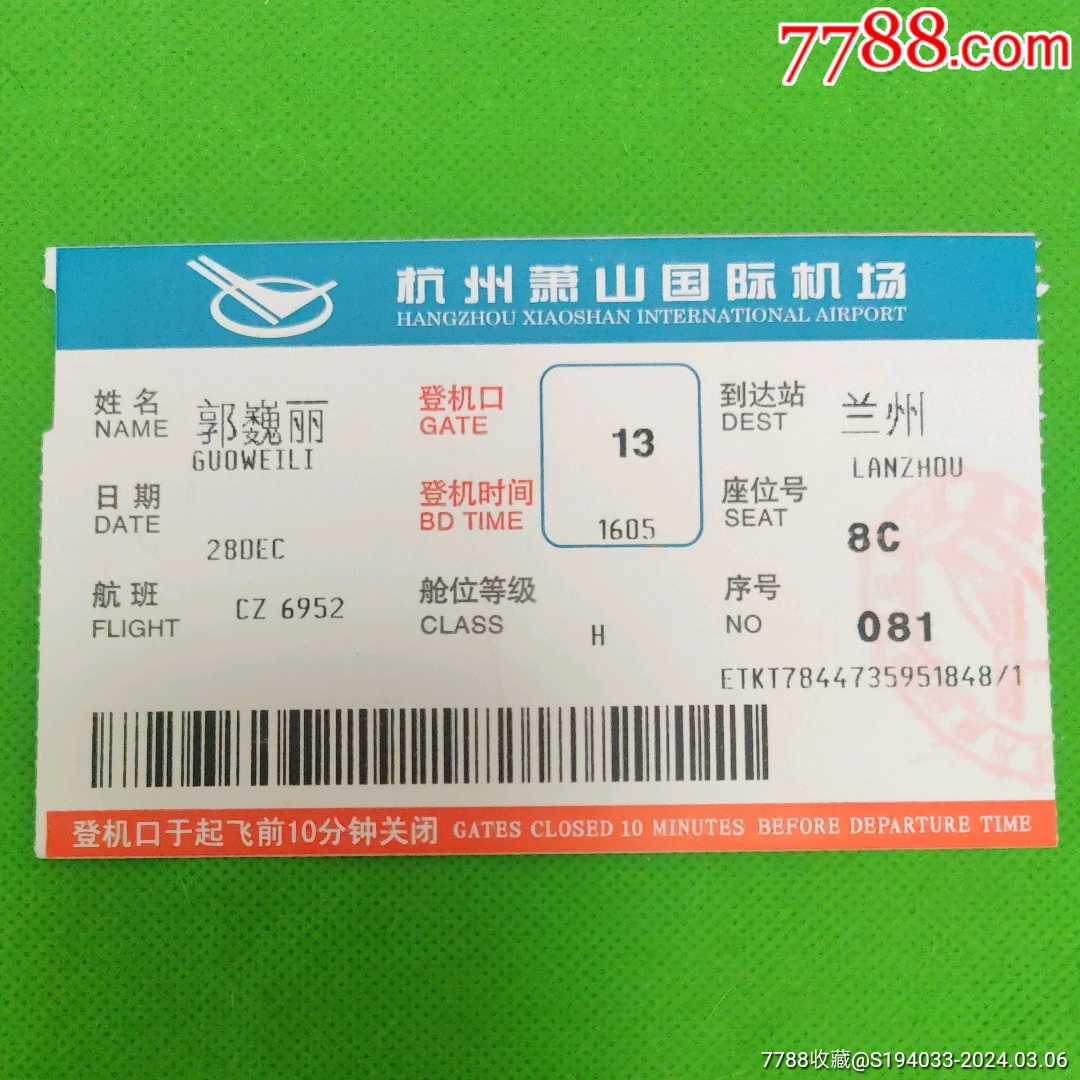 7788.com
杭州萧山国际机场
HANGZHOU XIAOSHAN INTERNATIONAL AIRPORT
姓名 郭巍丽
NAME GUOWEILI
登机口
GATE 13
到达站 兰州
DEST LANZHOU
日期
DATE 28DEC
登机时间
BD TIME 1605
座位号
SEAT 8C
航班
FLIGHT CZ 6952
舱位等级
CLASS H
序号
NO 081
ETKT7844735951848/1
登机口于起飞前10分钟关闭 GATES CLOSED 10 MINUTES BEFORE DEPARTURE TIME
7788收藏@S194033-2024.03.06